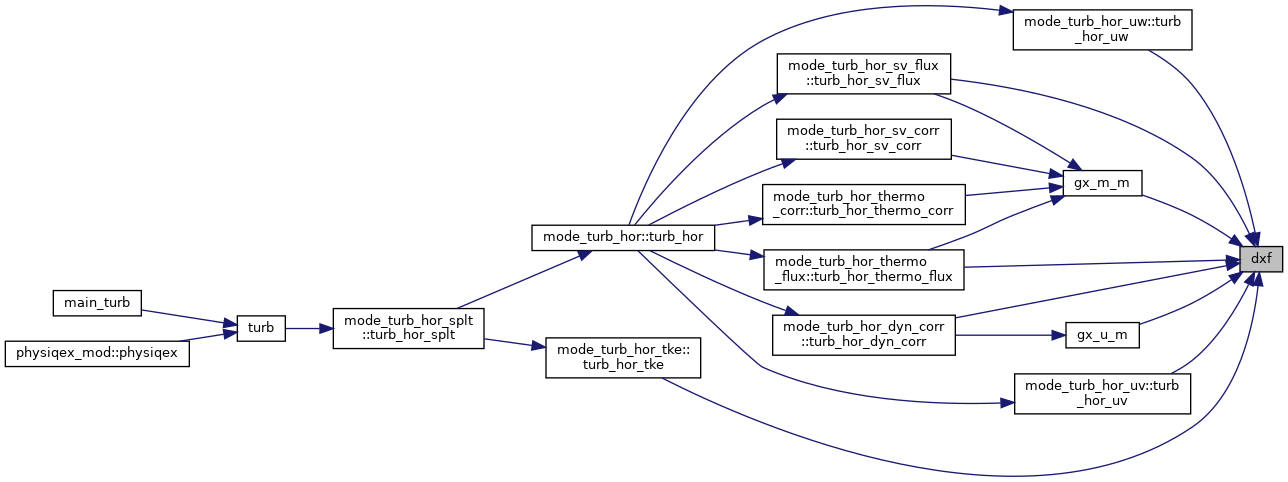 mode_turb_hor_uw::turb
_hor_uw
mode_turb_hor_sv_flux
::turb_hor_sv_flux
mode_turb_hor_sv_corr
::turb_hor_sv_corr
gx_m_m
mode_turb_hor_thermo
_corr::turb_hor_thermo_corr
mode_turb_hor::turb_hor
dxf
mode_turb_hor_thermo
_flux::turb_hor_thermo_flux
main_turb
turb
mode_turb_hor_splt
::turb_hor_splt
mode_turb_hor_dyn_corr
::turb_hor_dyn_corr
gx_u_m
physiqex_mod::physiqex
mode_turb_hor_tke::
turb_hor_tke
mode_turb_hor_uv::turb
_hor_uv